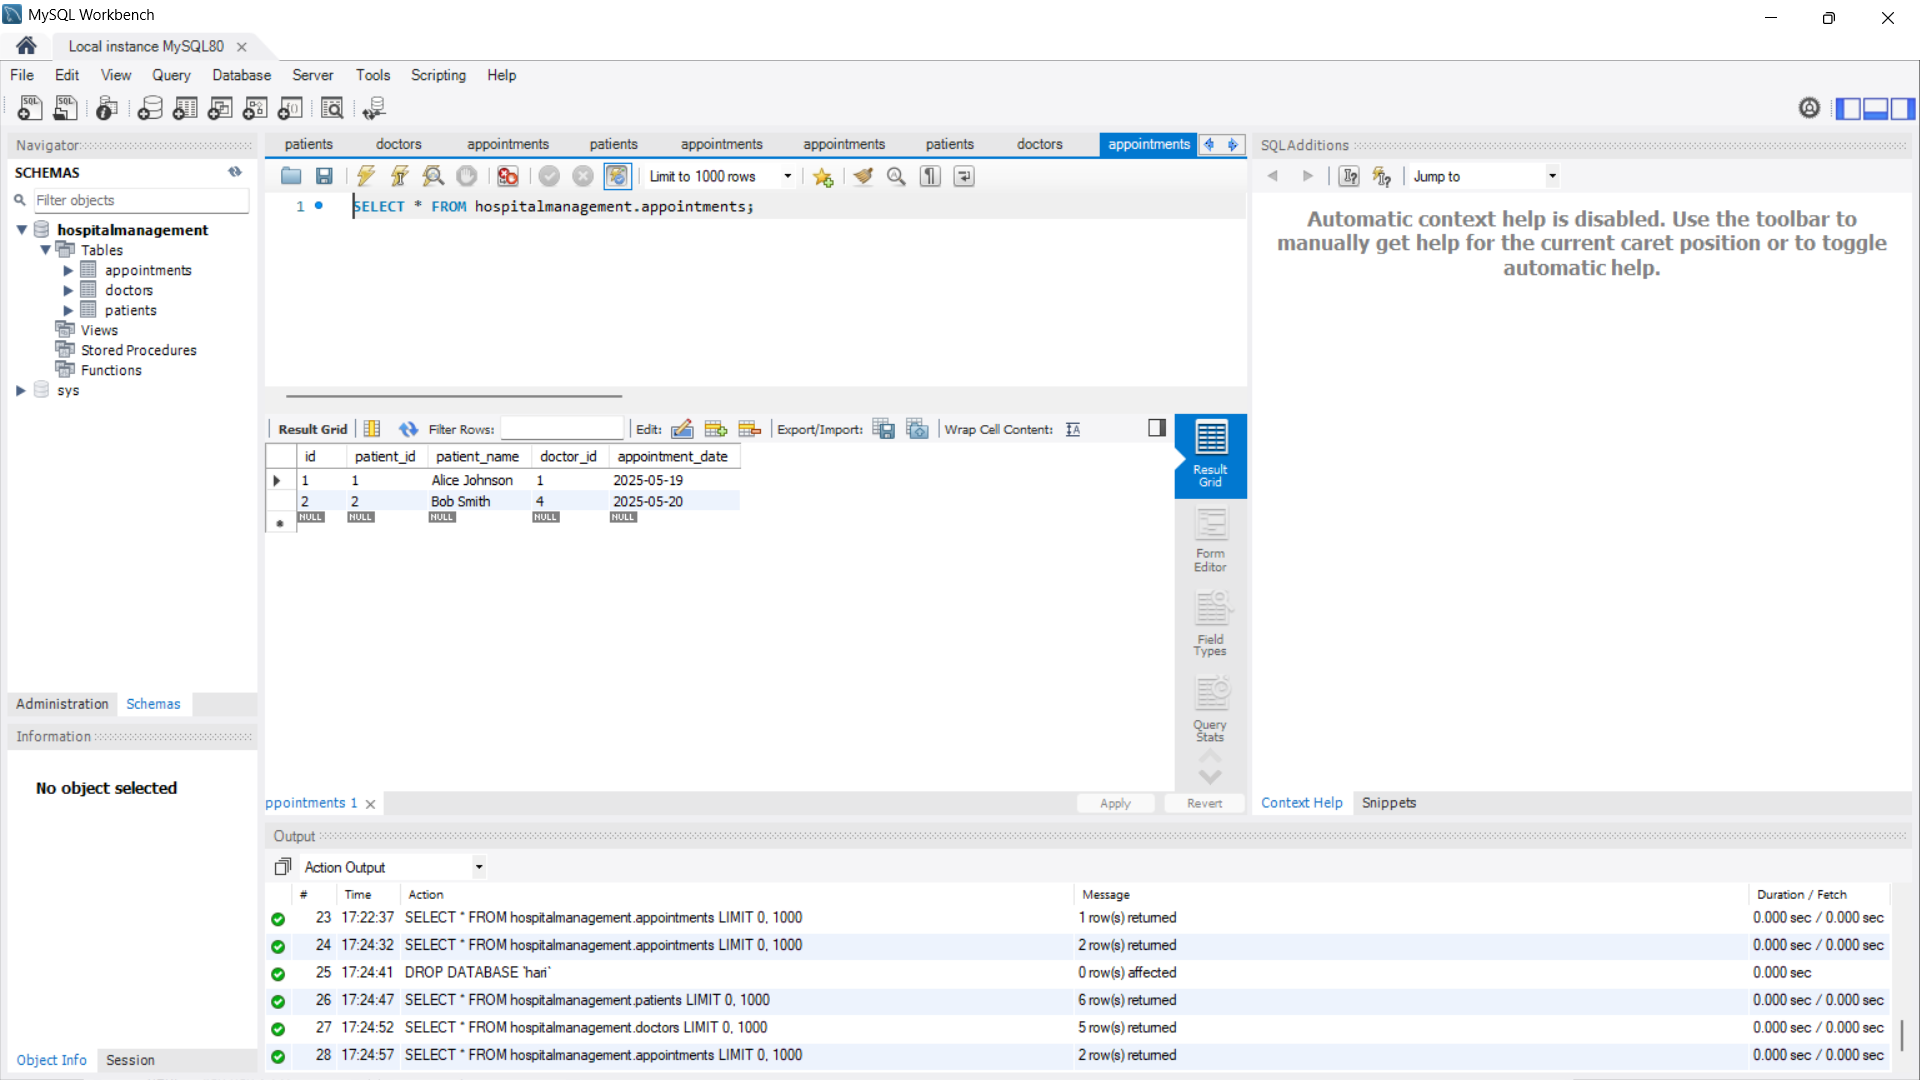 MySQL Workbench
Local instance MySQL80
File Edit View Query Database Server Tools Scripting Help
Navigator
SCHEMAS
Filter objects
hospitalmanagement
Tables
appointments
doctors
patients
Views
Stored Procedures
Functions
sys
Administration Schemas
Information
No object selected
Object Info Session
patients doctors appointments patients appointments appointments patients doctors appointments
Limit to 1000 rows
1 SELECT * FROM hospitalmanagement.appointments;
Result Grid Filter Rows: Edit: Export/Import: Wrap Cell Content:
id patient_id patient_name doctor_id appointment_date
1 1 Alice Johnson 1 2025-05-19
2 2 Bob Smith 4 2025-05-20
NULL NULL NULL NULL NULL
Result
Grid
Form
Editor
Field
Types
Query
Stats
ppointments 1
Apply Revert
SQLAdditions
Jump to
Automatic context help is disabled. Use the toolbar to
manually get help for the current caret position or to toggle
automatic help.
Context Help Snippets
Output
Action Output
# Time Action Message Duration / Fetch
23 17:22:37 SELECT * FROM hospitalmanagement.appointments LIMIT 0, 1000 1 row(s) returned 0.000 sec / 0.000 sec
24 17:24:32 SELECT * FROM hospitalmanagement.appointments LIMIT 0, 1000 2 row(s) returned 0.000 sec / 0.000 sec
25 17:24:41 DROP DATABASE `hari` 0 row(s) affected 0.000 sec
26 17:24:47 SELECT * FROM hospitalmanagement.patients LIMIT 0, 1000 6 row(s) returned 0.000 sec / 0.000 sec
27 17:24:52 SELECT * FROM hospitalmanagement.doctors LIMIT 0, 1000 5 row(s) returned 0.000 sec / 0.000 sec
28 17:24:57 SELECT * FROM hospitalmanagement.appointments LIMIT 0, 1000 2 row(s) returned 0.000 sec / 0.000 sec